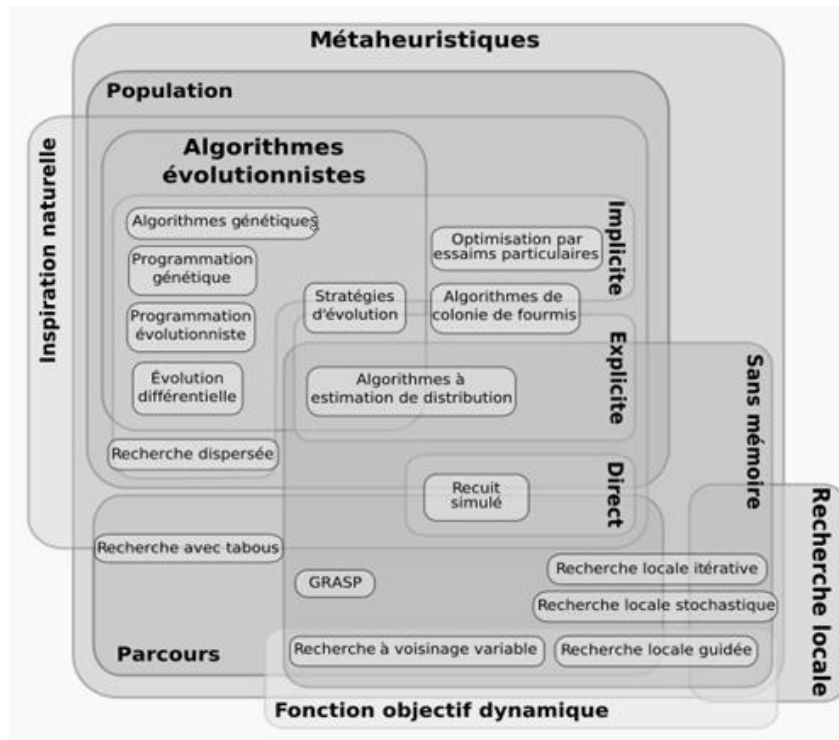 Métaheuristiques
Population
Inspiration naturelle
Algorithmes
évolutionnistes
Algorithmes génétiques
Programmation
génétique
Programmation
évolutionniste
Évolution
différentielle
Stratégies
d'évolution
Optimisation par
essaims particulaires
Algorithmes de
colonie de fourmis
Implicite
Explicite
Algorithmes à
estimation de distribution
Sans mémoire
Recherche dispersée
Recuit
simulé
Direct
Recherche locale
Recherche avec tabous
GRASP
Recherche locale itérative
Recherche locale stochastique
Recherche à voisinage variable
Recherche locale guidée
Parcours
Fonction objectif dynamique